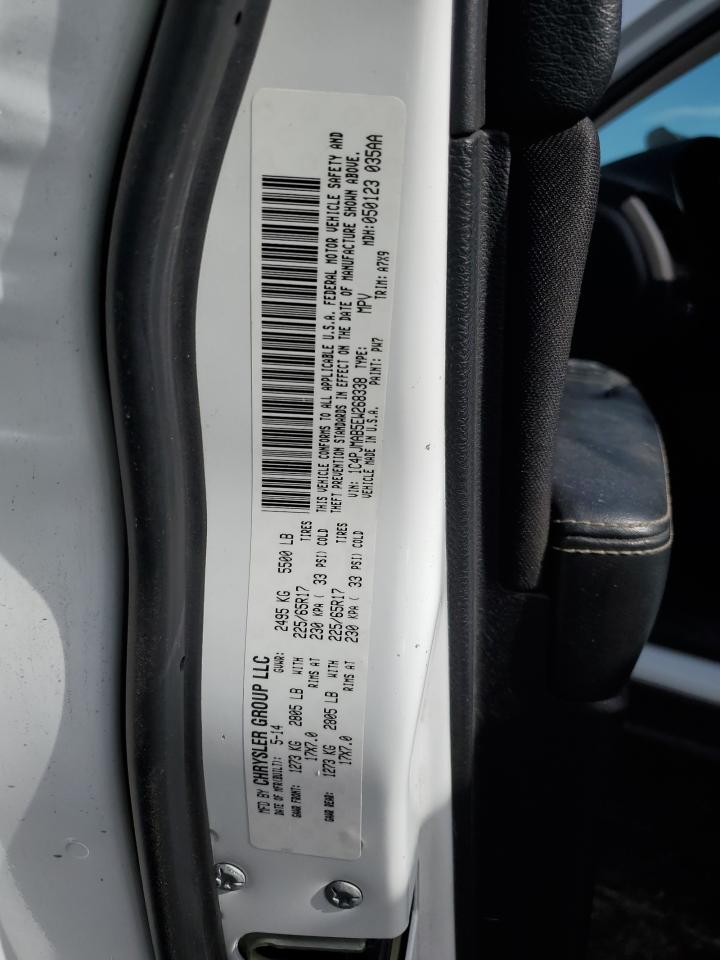 MFD BY CHRYSLER GROUP LLC
DATE OF MFR(BUILT): 5-14 GVWR: 2495 KG 5500 LB
GAWR FRONT: 1273 KG 2805 LB WITH 225/65R17 TIRES
17X7.0 RIMS AT 230 KPA ( 33 PSI) COLD
GAWR REAR: 1273 KG 2805 LB WITH 225/65R17 TIRES
17X7.0 RIMS AT 230 KPA ( 33 PSI) COLD
THIS VEHICLE CONFORMS TO ALL APPLICABLE U.S.A. FEDERAL MOTOR VEHICLE SAFETY AND
THEFT PREVENTION STANDARDS IN EFFECT ON THE DATE OF MANUFACTURE SHOWN ABOVE.
VIN: 1C4PJMAB5EW268338 TYPE: MPV MDH:050123 035AA
VEHICLE MADE IN U.S.A. PAINT: PW7 TRIM: A7X9